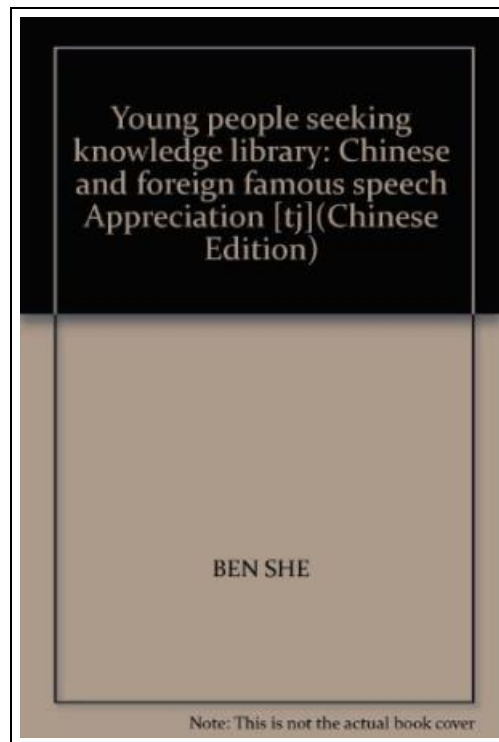 Young people seeking
knowledge library: Chinese
and foreign famous speech
Appreciation [tj](Chinese
Edition)
BEN SHE
Note: This is not the actual book cover